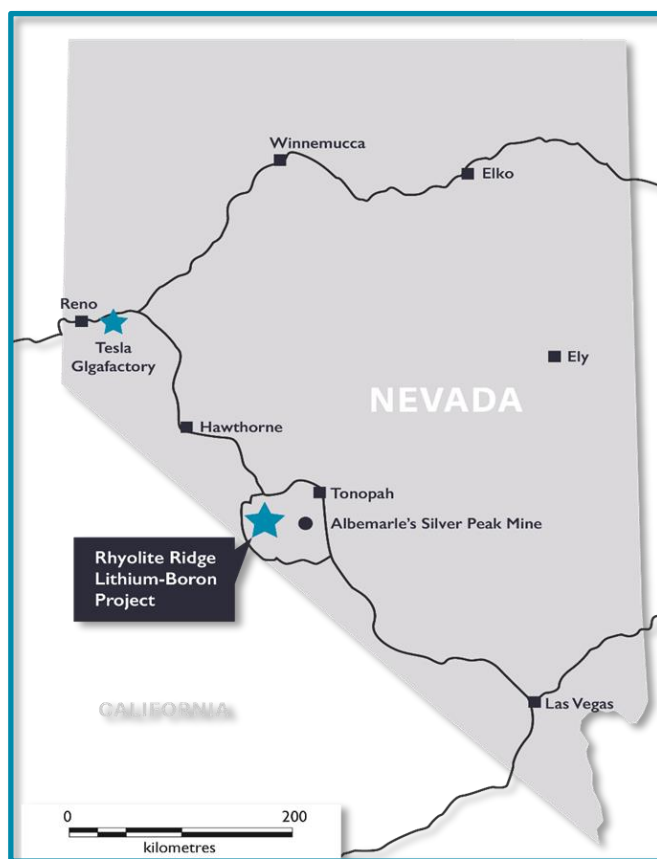 Winnemucca
Elko
Reno
Tesla
GIgafactory
Ely
NEVADA
Hawthorne
Tonopah
Albemarle's Silver Peak Mine
Rhyolite Ridge
Lithium-Boron
Project
CALIFORNIA
Las Vegas
0 200
kilometres